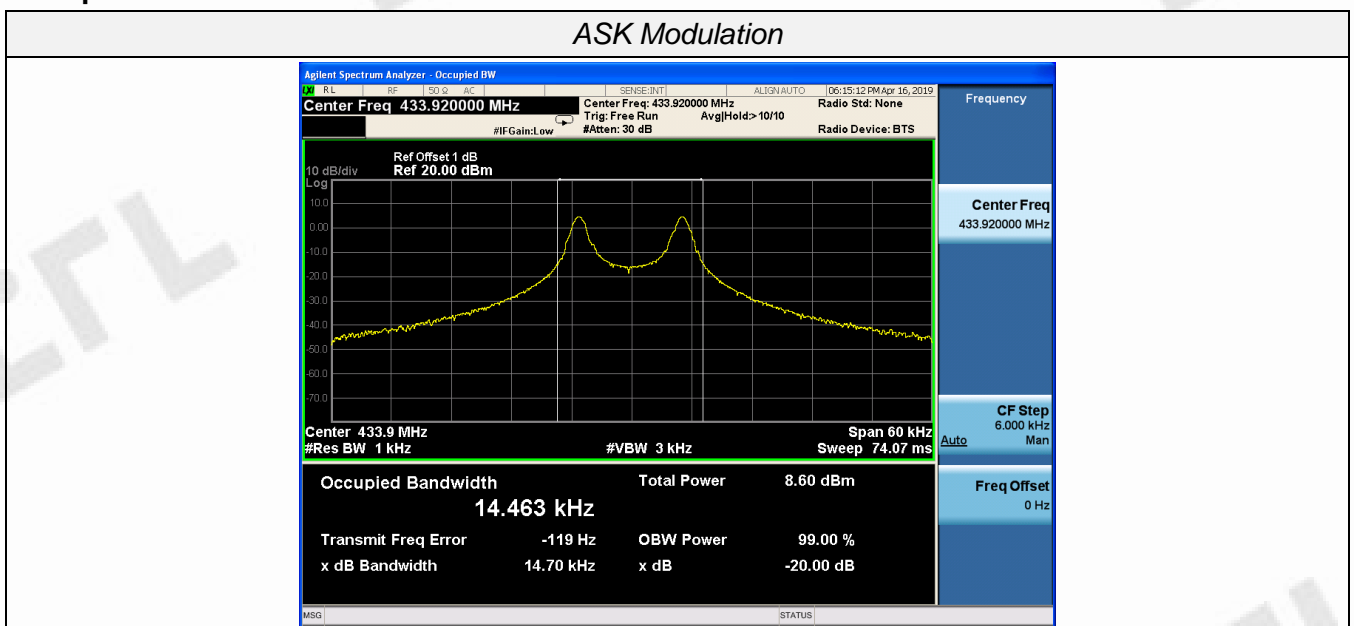 ASK Modulation
Agilent Spectrum Analyzer - Occupied BW
LXI RL RF 50 Ω AC SENSE:INT ALIGN AUTO 06:15:12 PM Apr 16, 2019
Center Freq 433.920000 MHz
Center Freq: 433.920000 MHz
Radio Std: None
Trig: Free Run Avg|Hold:>10/10
#IFGain:Low #Atten: 30 dB Radio Device: BTS
Ref Offset 1 dB
10 dB/div Ref 20.00 dBm
Log
10.0
0.00
-10.0
-20.0
-30.0
-40.0
-50.0
-60.0
-70.0
Center 433.9 MHz Span 60 kHz
#Res BW 1 kHz #VBW 3 kHz Sweep 74.07 ms
Occupied Bandwidth Total Power 8.60 dBm
14.463 kHz
Transmit Freq Error -119 Hz OBW Power 99.00 %
x dB Bandwidth 14.70 kHz x dB -20.00 dB
MSG STATUS
Frequency
Center Freq
433.920000 MHz
CF Step
6.000 kHz
Auto Man
Freq Offset
0 Hz